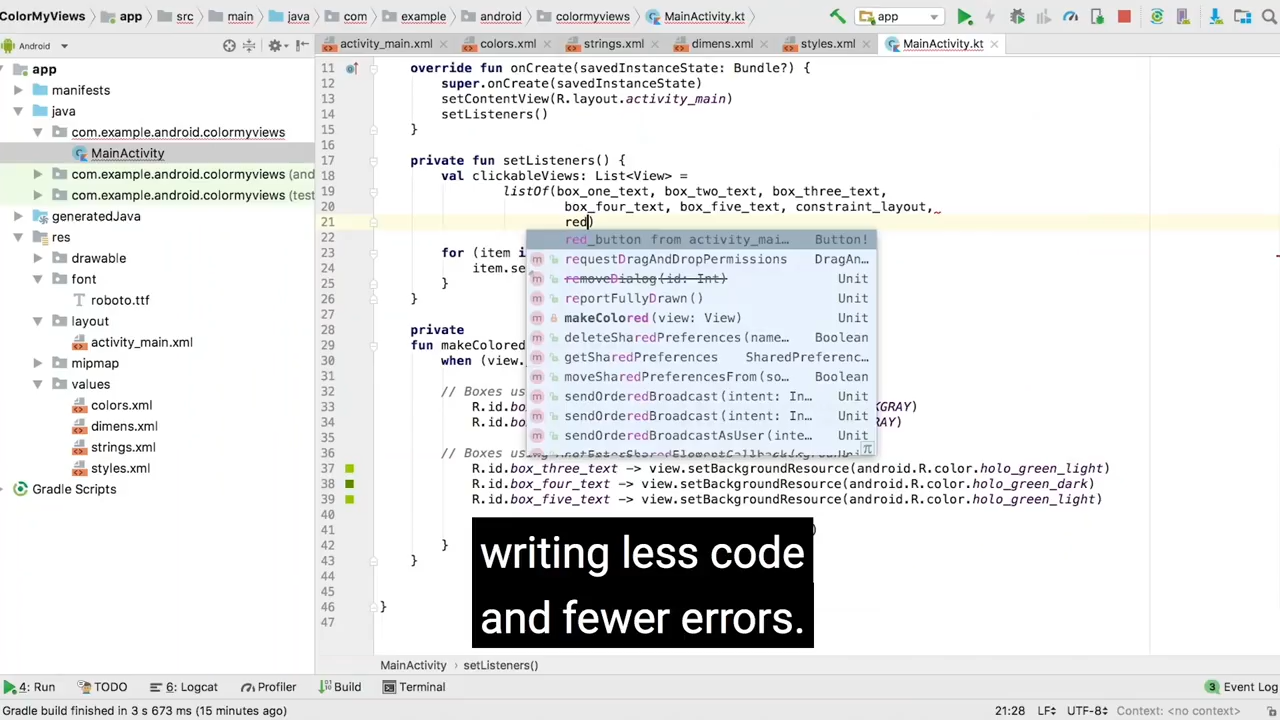 ColorMyViews app src main java com example android colormyviews MainActivity.kt app
Android activity_main.xml colors.xml strings.xml dimens.xml styles.xml MainActivity.kt
app
manifests
java
com.example.android.colormyviews
MainActivity
com.example.android.colormyviews (and
com.example.android.colormyviews (test
generatedJava
res
drawable
font
roboto.ttf
layout
activity_main.xml
mipmap
values
colors.xml
dimens.xml
strings.xml
styles.xml
Gradle Scripts
11 override fun onCreate(savedInstanceState: Bundle?) {
12 super.onCreate(savedInstanceState)
13 setContentView(R.layout.activity_main)
14 setListeners()
15 }
16
17 private fun setListeners() {
18 val clickableViews: List<View> =
19 listOf(box_one_text, box_two_text, box_three_text,
20 box_four_text, box_five_text, constraint_layout,
21 red)
22
23 for (item i
24 item.se
25 }
26 }
27
28 private
29 fun makeColored
30 when (view.
31
32 // Boxes us
33 R.id.bo KGRAY)
34 R.id.bo AY)
35
36 // Boxes us
37 R.id.box_three_text -> view.setBackgroundResource(android.R.color.holo_green_light)
38 R.id.box_four_text -> view.setBackgroundResource(android.R.color.holo_green_dark)
39 R.id.box_five_text -> view.setBackgroundResource(android.R.color.holo_green_light)
40
41 )
42 }
43 }
44
45
46 }
47
red_button from activity_mai… Button!
m requestDragAndDropPermissions DragAn…
m removeDialog(id: Int) Unit
m reportFullyDrawn() Unit
m makeColored(view: View) Unit
m deleteSharedPreferences(name… Boolean
m getSharedPreferences SharedPreferenc…
m moveSharedPreferencesFrom(so… Boolean
m sendOrderedBroadcast(intent: In… Unit
m sendOrderedBroadcast(intent: In… Unit
m sendOrderedBroadcastAsUser(inte… Unit
π
writing less code
and fewer errors.
MainActivity setListeners()
4: Run TODO 6: Logcat Profiler Build Terminal 3 Event Log
Gradle build finished in 3 s 673 ms (15 minutes ago) 21:28 LF UTF-8 Context: <no context>